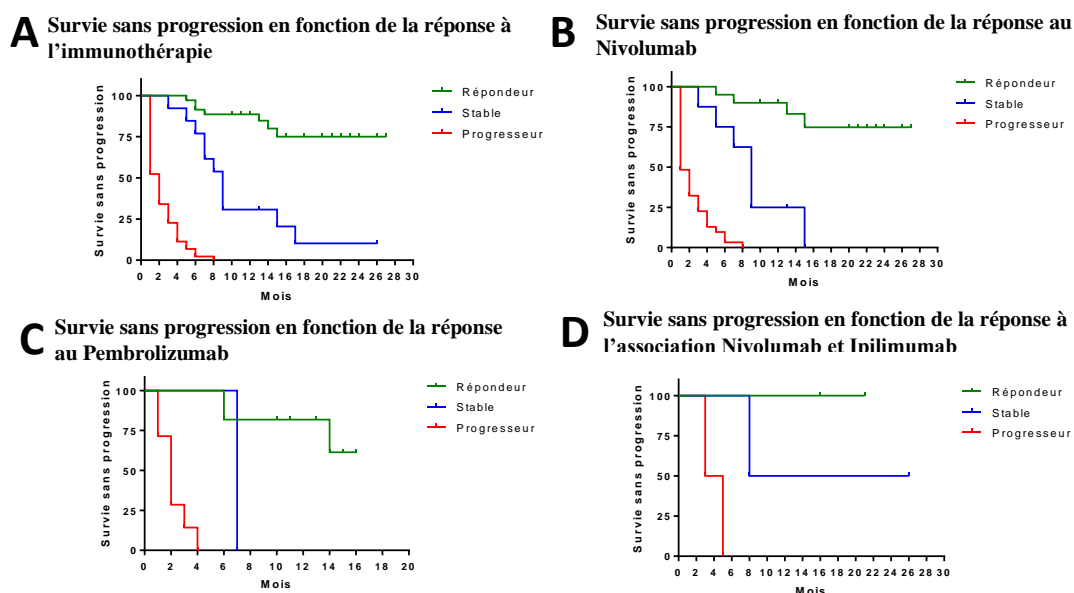 A Survie sans progression en fonction de la réponse à
l'immunothérapie
Répondeur
Stable
Progresseur
Survie sans progression
100
75
50
25
0
0 2 4 6 8 10 12 14 16 18 20 22 24 26 28 30
Mois
B Survie sans progression en fonction de la réponse au
Nivolumab
Répondeur
Stable
Progresseur
Survie sans progression
100
75
50
25
0
0 2 4 6 8 10 12 14 16 18 20 22 24 26 28 30
Mois
C Survie sans progression en fonction de la réponse
au Pembrolizumab
Répondeur
Stable
Progresseur
Survie sans progression
100
75
50
25
0
0 2 4 6 8 10 12 14 16 18 20
Mois
D Survie sans progression en fonction de la réponse à
l'association Nivolumab et Ipilimumab
Répondeur
Stable
Progresseur
Survie sans progression
100
75
50
25
0
0 2 4 6 8 10 12 14 16 18 20 22 24 26 28 30
Mois